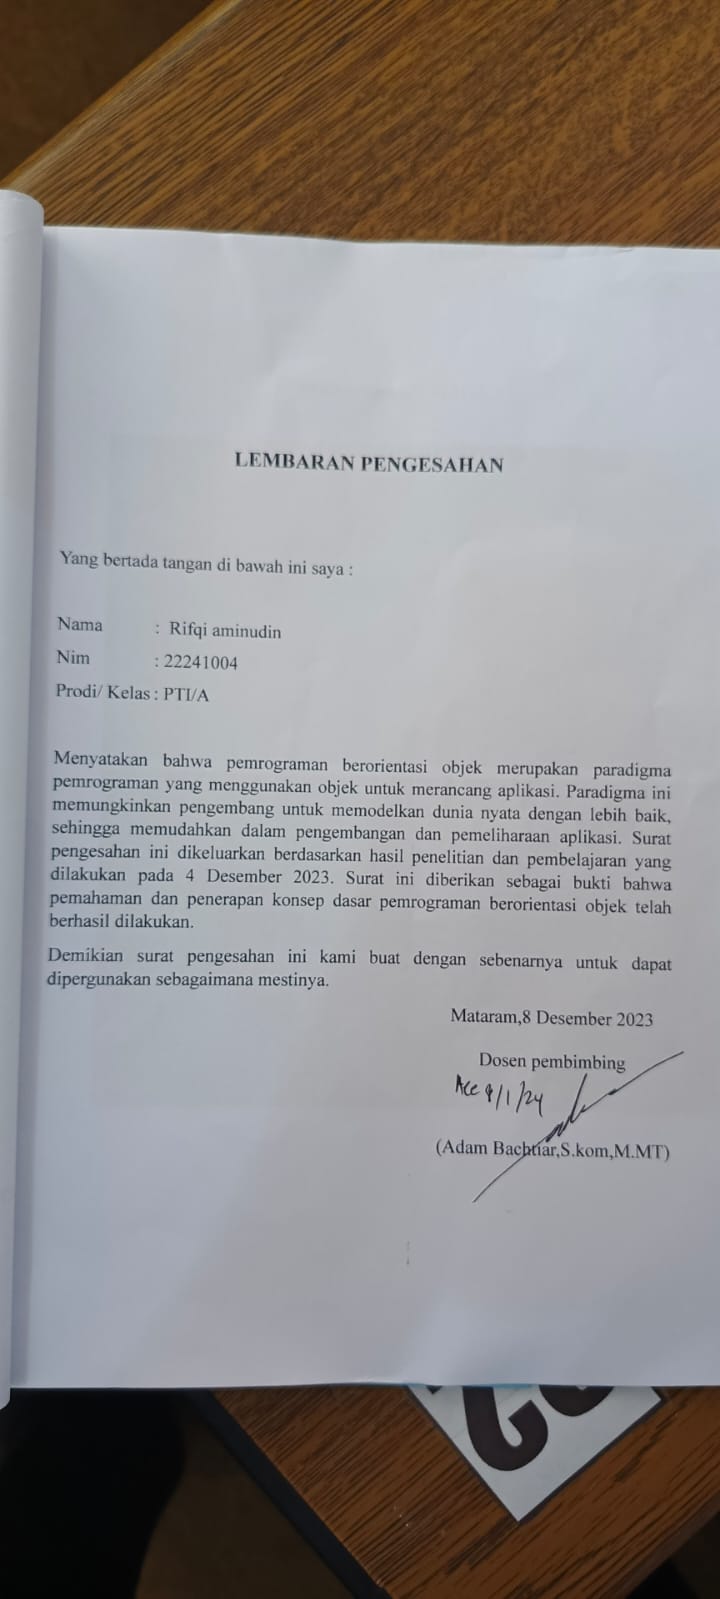 LEMBARAN PENGESAHAN
Yang bertada tangan di bawah ini saya :
Nama : Rifqi aminudin
Nim : 22241004
Prodi/ Kelas : PTI/A
Menyatakan bahwa pemrograman berorientasi objek merupakan paradigma
pemrograman yang menggunakan objek untuk merancang aplikasi. Paradigma ini
memungkinkan pengembang untuk memodelkan dunia nyata dengan lebih baik,
sehingga memudahkan dalam pengembangan dan pemeliharaan aplikasi. Surat
pengesahan ini dikeluarkan berdasarkan hasil penelitian dan pembelajaran yang
dilakukan pada 4 Desember 2023. Surat ini diberikan sebagai bukti bahwa
pemahaman dan penerapan konsep dasar pemrograman berorientasi objek telah
berhasil dilakukan.
Demikian surat pengesahan ini kami buat dengan sebenarnya untuk dapat
dipergunakan sebagaimana mestinya.
Mataram,8 Desember 2023
Dosen pembimbing
Acc 9/1/24
(Adam Bachtiar,S.kom,M.MT)